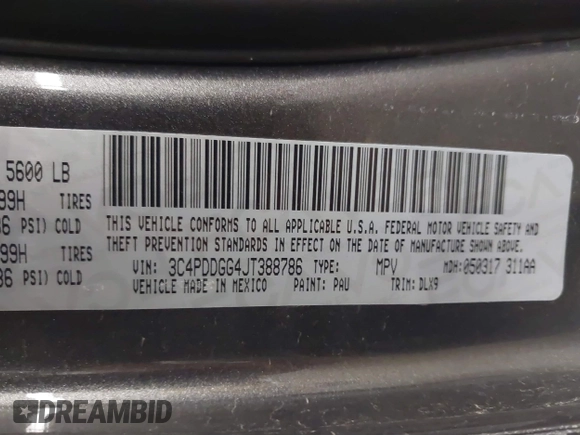 5600 LB
99H TIRES
36 PSI) COLD
99H TIRES
36 PSI) COLD
THIS VEHICLE CONFORMS TO ALL APPLICABLE U.S.A. FEDERAL MOTOR VEHICLE SAFETY AND
THEFT PREVENTION STANDARDS IN EFFECT ON THE DATE OF MANUFACTURE SHOWN ABOVE.
VIN: 3C4PDDGG4JT388786 TYPE: MPV MDH:050317 311AA
VEHICLE MADE IN MEXICO PAINT: PAU TRIM: DLX9
DREAMBID